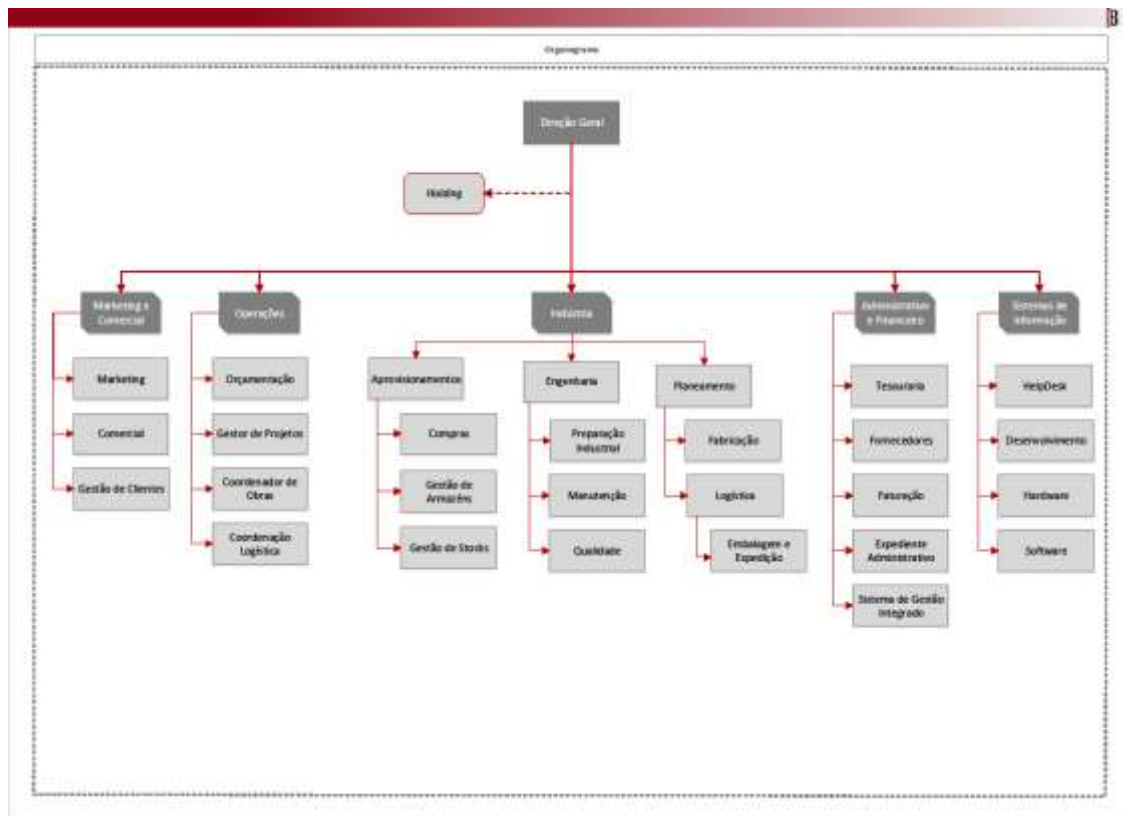 Organograma
Direção Geral
Holding
Marketing e
Comercial
Operações
Indústria
Administrativo
e Financeiro
Sistemas de
Informação
Marketing
Comercial
Gestão de Clientes
Orçamentação
Gestor de Projetos
Coordenador de
Obras
Coordenação
Logística
Aprovisionamentos
Compras
Gestão de
Armazéns
Gestão de Stocks
Engenharia
Preparação
Industrial
Manutenção
Qualidade
Planeamento
Fabricação
Logística
Embalagem e
Expedição
Tesouraria
Fornecedores
Faturação
Expediente
Administrativo
Sistema de Gestão
Integrado
HelpDesk
Desenvolvimento
Hardware
Software